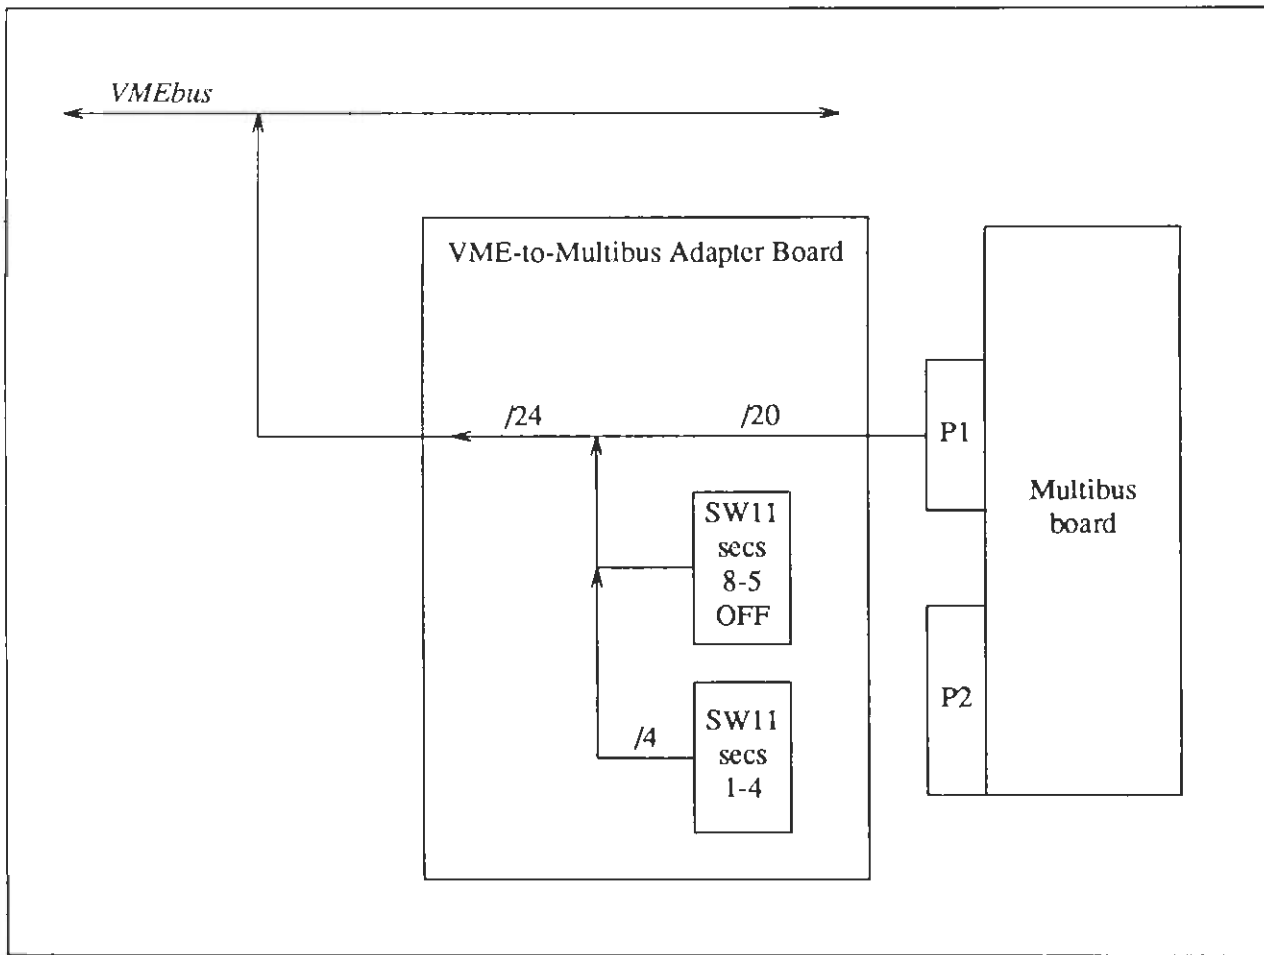 VMEbus
VME-to-Multibus Adapter Board
/24
/20
P1
Multibus
board
SW11
secs
8-5
OFF
P2
SW11
secs
1-4
/4